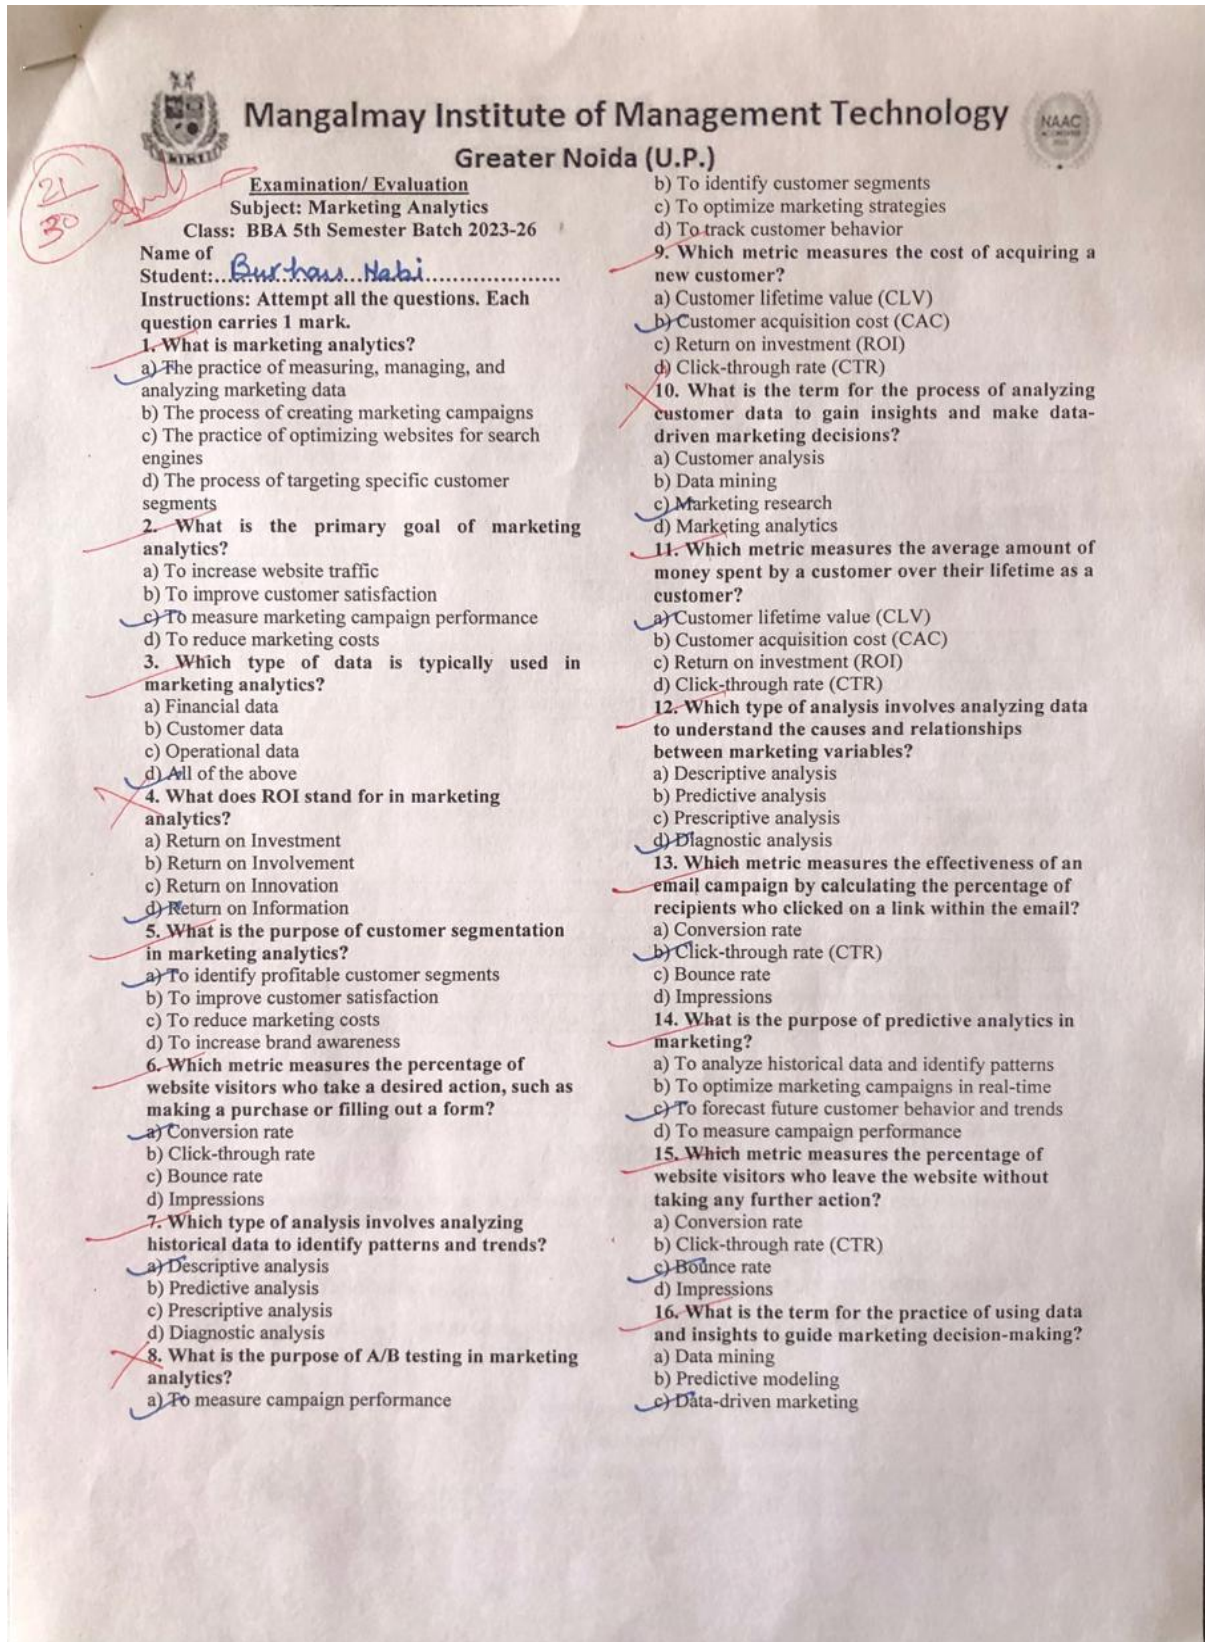 Mangalmay Institute of Management Technology
Greater Noida (U.P.)
NAAC
21
30
Examination/ Evaluation
Subject: Marketing Analytics
Class: BBA 5th Semester Batch 2023-26
Name of
Student:..Burhan Nabi....................
Instructions: Attempt all the questions. Each
question carries 1 mark.
1. What is marketing analytics?
a) The practice of measuring, managing, and
analyzing marketing data
b) The process of creating marketing campaigns
c) The practice of optimizing websites for search
engines
d) The process of targeting specific customer
segments
2. What is the primary goal of marketing
analytics?
a) To increase website traffic
b) To improve customer satisfaction
c) To measure marketing campaign performance
d) To reduce marketing costs
3. Which type of data is typically used in
marketing analytics?
a) Financial data
b) Customer data
c) Operational data
d) All of the above
4. What does ROI stand for in marketing
analytics?
a) Return on Investment
b) Return on Involvement
c) Return on Innovation
d) Return on Information
5. What is the purpose of customer segmentation
in marketing analytics?
a) To identify profitable customer segments
b) To improve customer satisfaction
c) To reduce marketing costs
d) To increase brand awareness
6. Which metric measures the percentage of
website visitors who take a desired action, such as
making a purchase or filling out a form?
a) Conversion rate
b) Click-through rate
c) Bounce rate
d) Impressions
7. Which type of analysis involves analyzing
historical data to identify patterns and trends?
a) Descriptive analysis
b) Predictive analysis
c) Prescriptive analysis
d) Diagnostic analysis
8. What is the purpose of A/B testing in marketing
analytics?
a) To measure campaign performance
b) To identify customer segments
c) To optimize marketing strategies
d) To track customer behavior
9. Which metric measures the cost of acquiring a
new customer?
a) Customer lifetime value (CLV)
b) Customer acquisition cost (CAC)
c) Return on investment (ROI)
d) Click-through rate (CTR)
10. What is the term for the process of analyzing
customer data to gain insights and make data-
driven marketing decisions?
a) Customer analysis
b) Data mining
c) Marketing research
d) Marketing analytics
11. Which metric measures the average amount of
money spent by a customer over their lifetime as a
customer?
a) Customer lifetime value (CLV)
b) Customer acquisition cost (CAC)
c) Return on investment (ROI)
d) Click-through rate (CTR)
12. Which type of analysis involves analyzing data
to understand the causes and relationships
between marketing variables?
a) Descriptive analysis
b) Predictive analysis
c) Prescriptive analysis
d) Diagnostic analysis
13. Which metric measures the effectiveness of an
email campaign by calculating the percentage of
recipients who clicked on a link within the email?
a) Conversion rate
b) Click-through rate (CTR)
c) Bounce rate
d) Impressions
14. What is the purpose of predictive analytics in
marketing?
a) To analyze historical data and identify patterns
b) To optimize marketing campaigns in real-time
c) To forecast future customer behavior and trends
d) To measure campaign performance
15. Which metric measures the percentage of
website visitors who leave the website without
taking any further action?
a) Conversion rate
b) Click-through rate (CTR)
c) Bounce rate
d) Impressions
16. What is the term for the practice of using data
and insights to guide marketing decision-making?
a) Data mining
b) Predictive modeling
c) Data-driven marketing